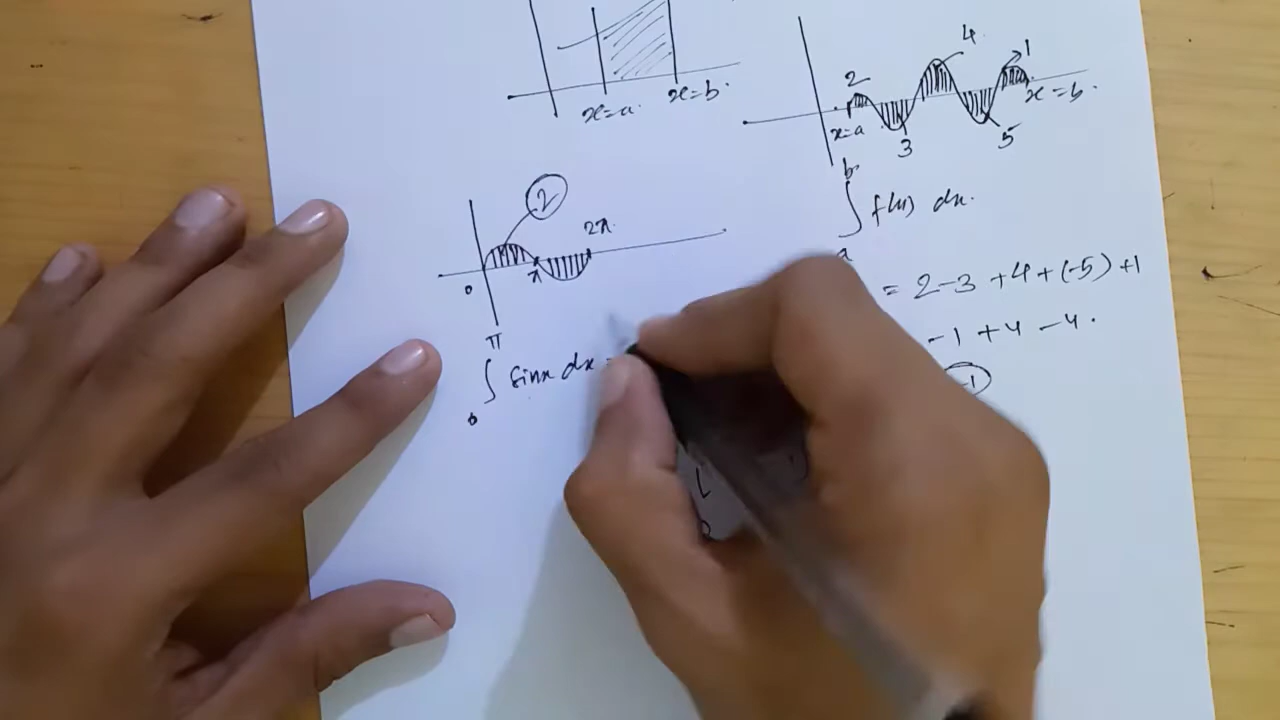 x=a. x=b.
2 4 1
x=a 3 5 x=b.
2
2π
0 π
π
∫ sinx dx =
0
b
∫ f(x) dx.
a
= 2-3 +4+(-5)+1
-1 +4 -4.
-1